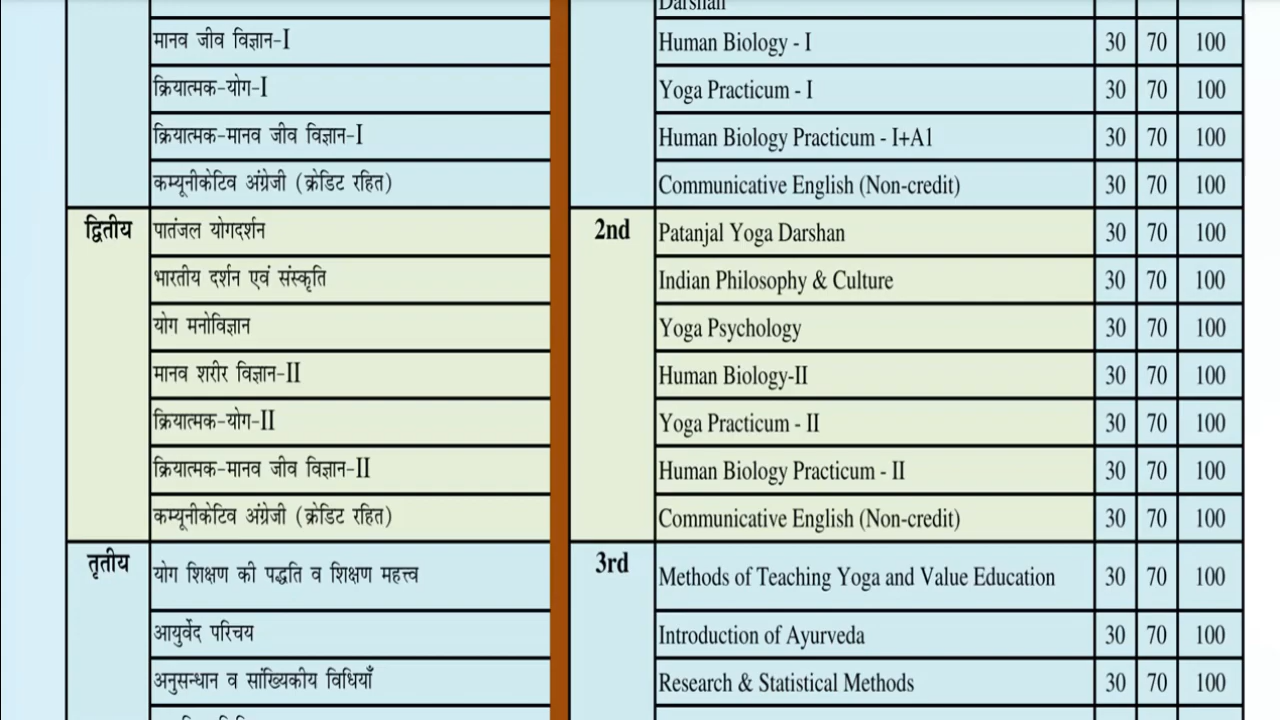 Darshan
मानव जीव विज्ञान-I Human Biology - I 30 70 100
क्रियात्मक-योग-I Yoga Practicum - I 30 70 100
क्रियात्मक-मानव जीव विज्ञान-I Human Biology Practicum - I+A1 30 70 100
कम्यूनीकेटिव अंग्रेजी (क्रेडिट रहित) Communicative English (Non-credit) 30 70 100
द्वितीय पातंजल योगदर्शन 2nd Patanjal Yoga Darshan 30 70 100
भारतीय दर्शन एवं संस्कृति Indian Philosophy & Culture 30 70 100
योग मनोविज्ञान Yoga Psychology 30 70 100
मानव शरीर विज्ञान-II Human Biology-II 30 70 100
क्रियात्मक-योग-II Yoga Practicum - II 30 70 100
क्रियात्मक-मानव जीव विज्ञान-II Human Biology Practicum - II 30 70 100
कम्यूनीकेटिव अंग्रेजी (क्रेडिट रहित) Communicative English (Non-credit) 30 70 100
तृतीय योग शिक्षण की पद्धति व शिक्षण महत्त्व 3rd Methods of Teaching Yoga and Value Education 30 70 100
आयुर्वेद परिचय Introduction of Ayurveda 30 70 100
अनुसन्धान व सांख्यिकीय विधियाँ Research & Statistical Methods 30 70 100